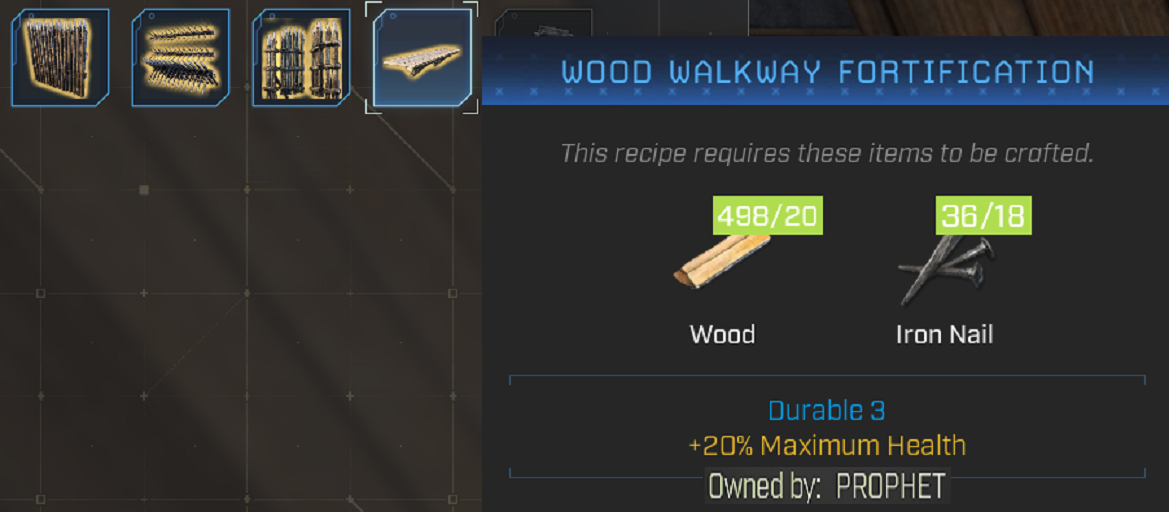 WOOD WALKWAY FORTIFICATION
This recipe requires these items to be crafted.
498/20
36/18
Wood
Iron Nail
Durable 3
+20% Maximum Health
Owned by: PROPHET